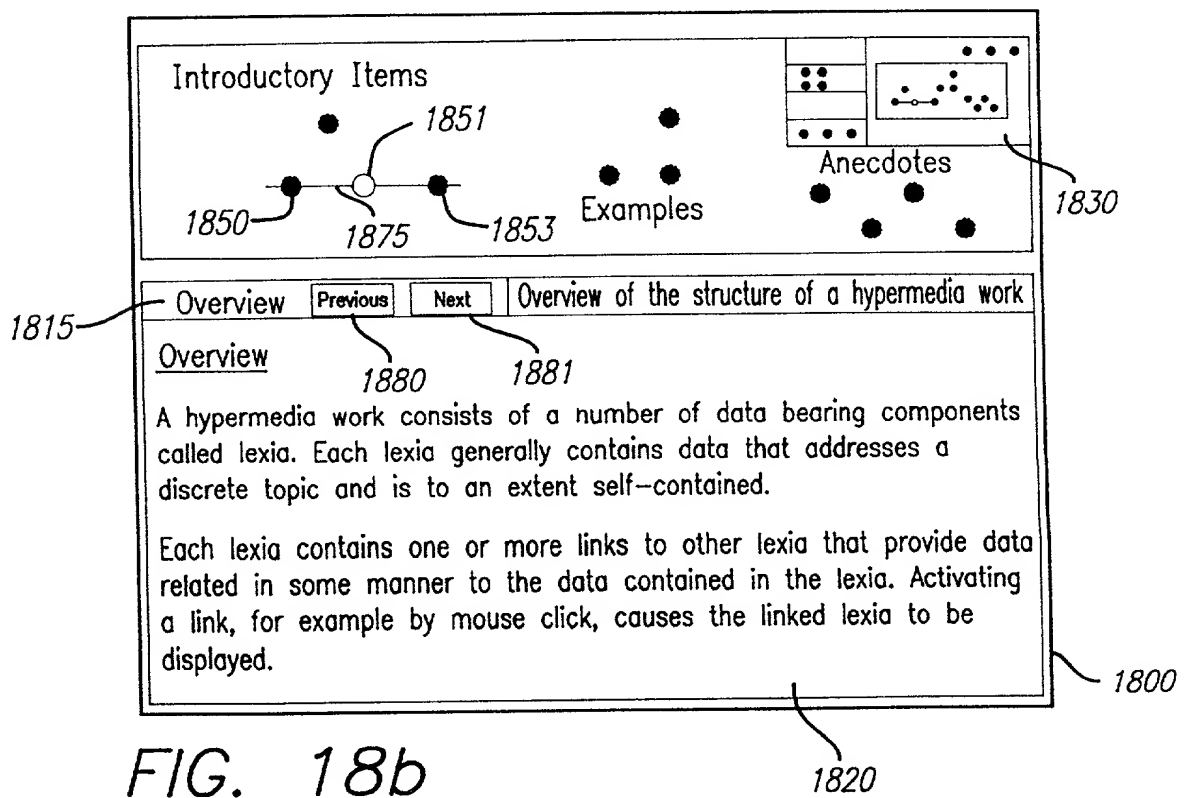 Introductory Items
1851
Anecdotes
1830
1850
1875
1853
Examples
1815
Overview
Previous
Next
Overview of the structure of a hypermedia work
1880
1881
Overview
A hypermedia work consists of a number of data bearing components
called lexia. Each lexia generally contains data that addresses a
discrete topic and is to an extent self-contained.
Each lexia contains one or more links to other lexia that provide data
related in some manner to the data contained in the lexia. Activating
a link, for example by mouse click, causes the linked lexia to be
displayed.
1800
1820
FIG. 18b